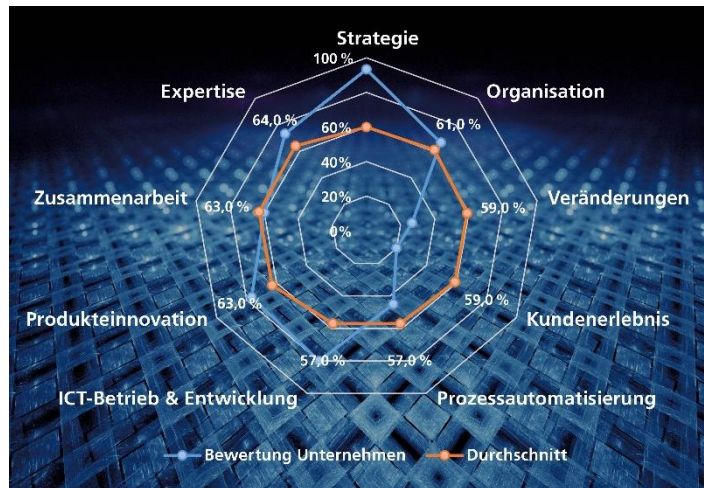 Strategie
100 %
Expertise
Organisation
64,0 %
61,0 %
60%
40%
Zusammenarbeit
63,0 %
20%
59,0 %
Veränderungen
0%
63,0 %
59,0 %
Produkteinnovation
Kundenerlebnis
57,0 %
57,0 %
ICT-Betrieb & Entwicklung
Prozessautomatisierung
Bewertung Unternehmen
Durchschnitt